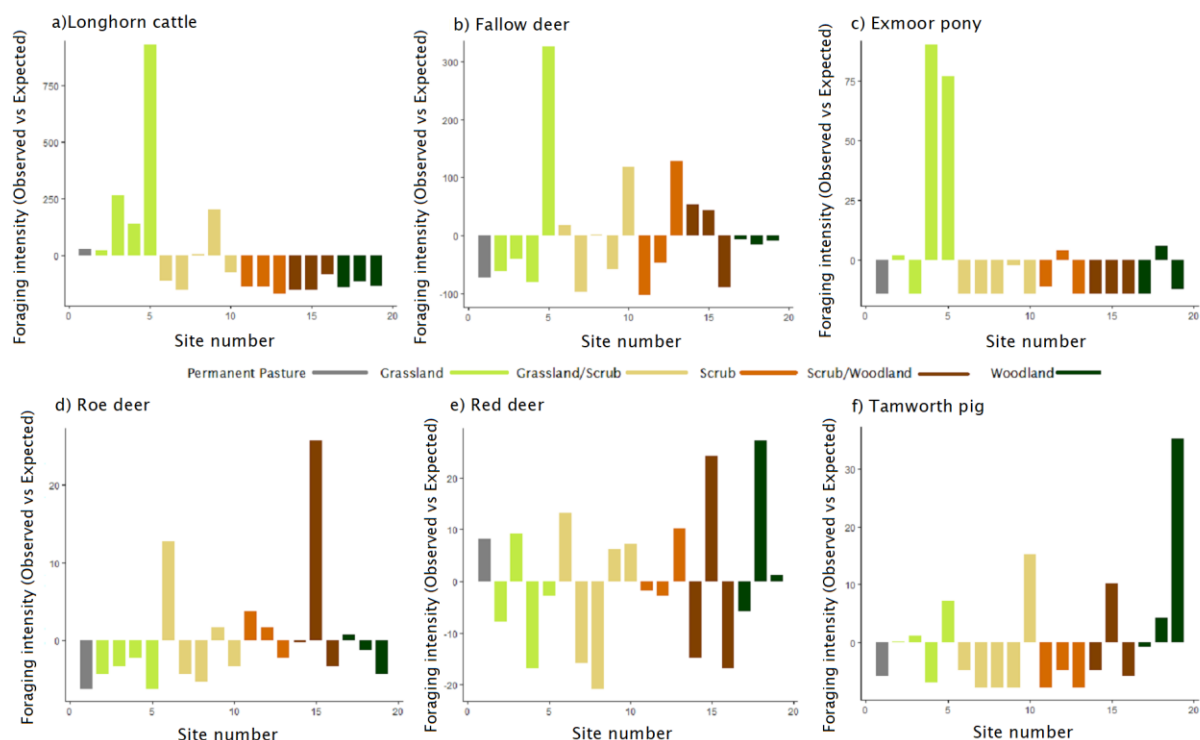 a)Longhorn cattle
b) Fallow deer
c) Exmoor pony
Foraging intensity (Observed vs Expected)
750
500
250
0
0
5
10
15
20
Site number
Foraging intensity (Observed vs Expected)
300
200
100
0
-100
0
5
10
15
20
Site number
Foraging intensity (Observed vs Expected)
75
50
25
0
0
5
10
15
20
Site number
Permanent Pasture Grassland Grassland/Scrub Scrub Scrub/Woodland Woodland
d) Roe deer
e) Red deer
f) Tamworth pig
Foraging intensity (Observed vs Expected)
20
10
0
0
5
10
15
20
Site number
Foraging intensity (Observed vs Expected)
20
10
0
-10
-20
0
5
10
15
20
Site number
Foraging intensity (Observed vs Expected)
30
20
10
0
0
5
10
15
20
Site number